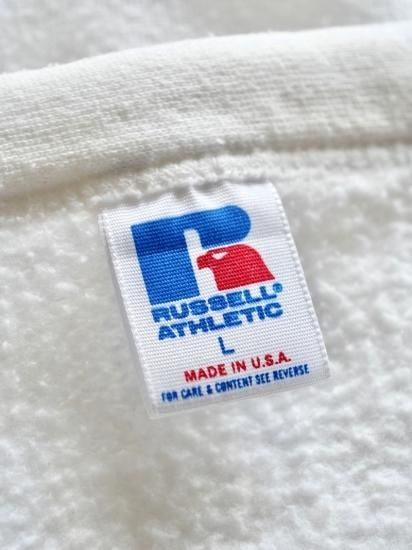 RUSSELL®
ATHLETIC
L
MADE IN U.S.A.
FOR CARE & CONTENT SEE REVERSE